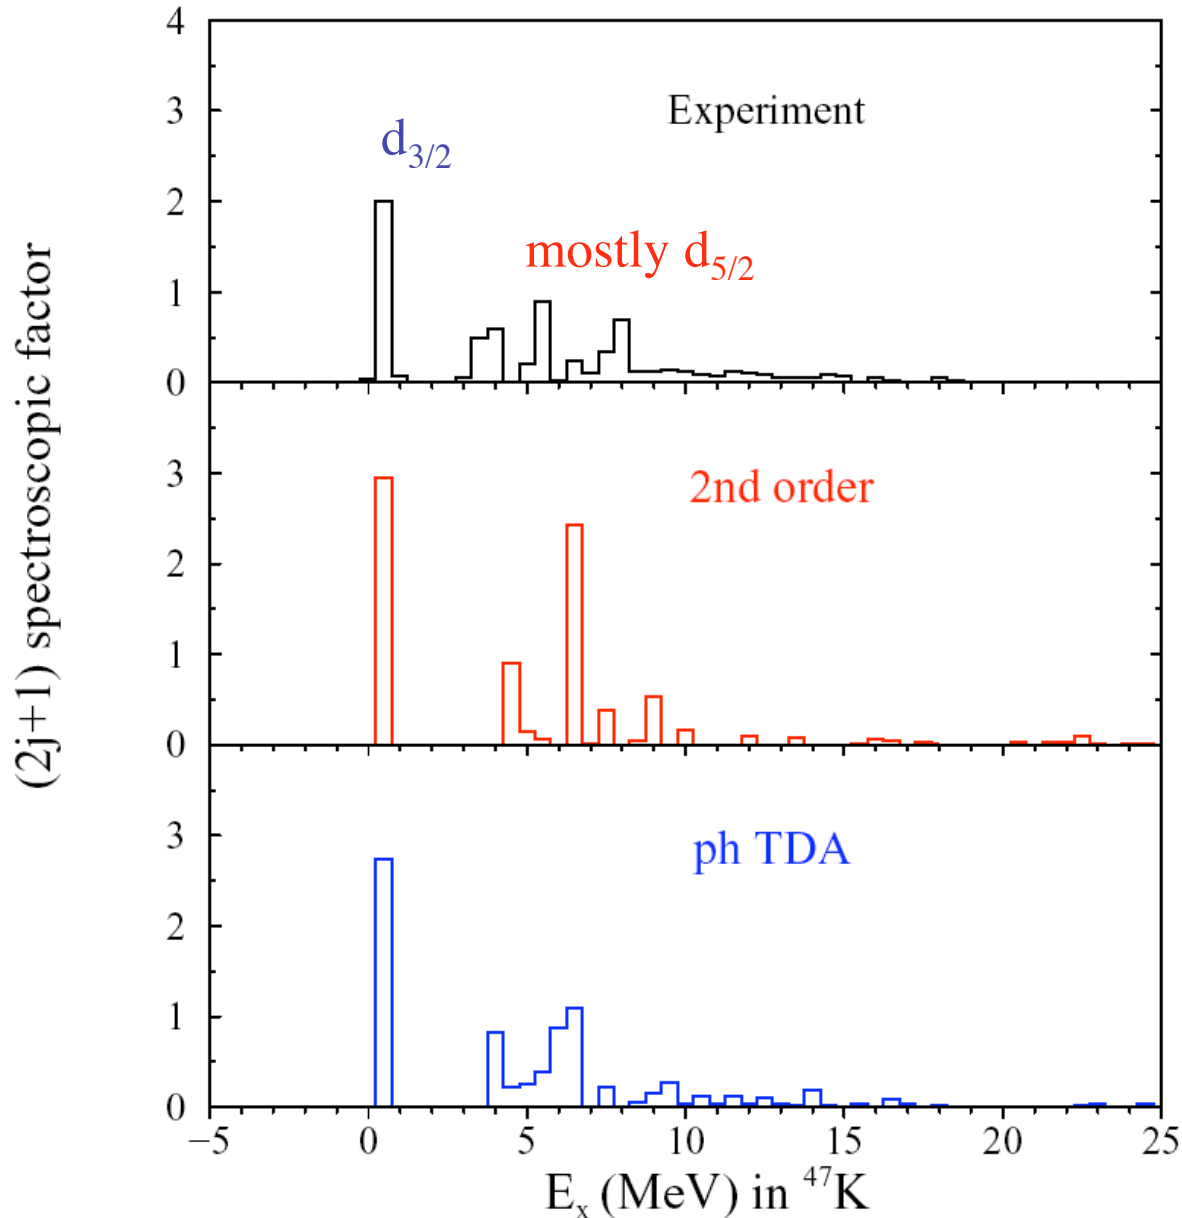 (2j+1) spectroscopic factor
4
3
2
1
0
Experiment
d3/2
mostly d5/2
3
2
1
0
2nd order
3
2
1
0
ph TDA
−5 0 5 10 15 20 25
Ex (MeV) in 47K